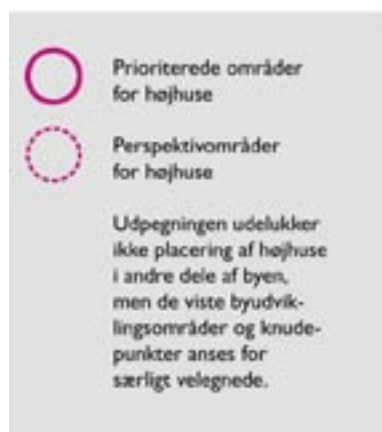 Prioriterede områder
for højhuse
Perspektivområder
for højhuse
Udpegningen udelukker
ikke placering af højhuse
i andre dele af byen,
men de viste byudvik-
lingsområder og knude-
punkter anses for
særligt velegnede.